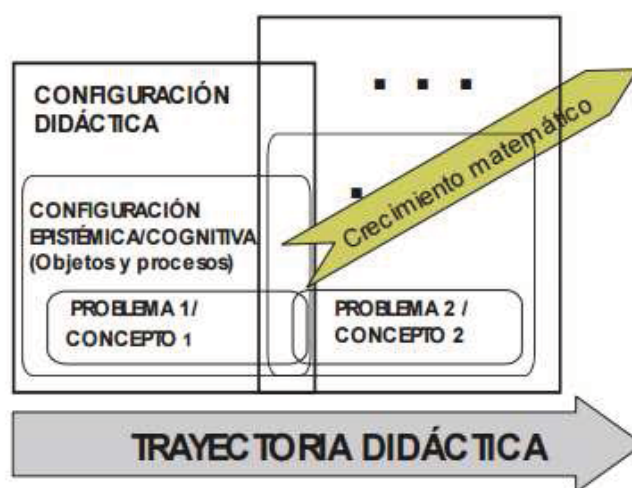 CONFIGURACIÓN
DIDÁCTICA
Crecimiento matemático
CONFIGURACIÓN
EPISTÉMICA/COGNITIVA
(Objetos y procesos)
PROBLEMA 1/
CONCEPTO 1
PROBLEMA 2 /
CONCEPTO 2
TRAYECTORIA DIDÁCTICA